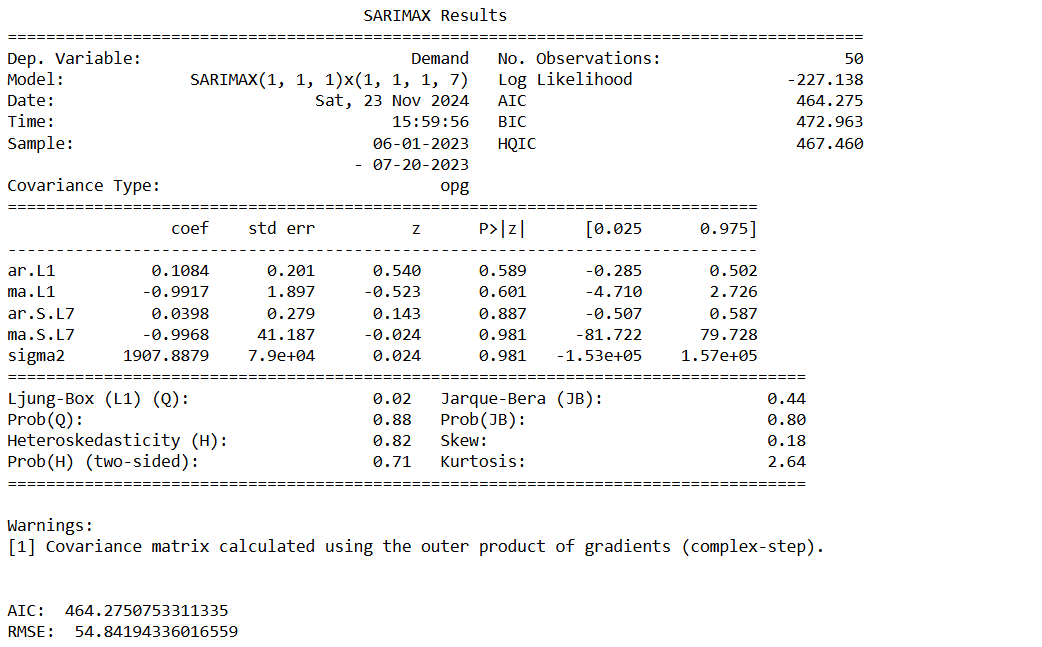 SARIMAX Results
==========================================================================================
Dep. Variable:                             Demand   No. Observations:                   50
Model:             SARIMAX(1, 1, 1)x(1, 1, 1, 7)   Log Likelihood                -227.138
Date:                            Sat, 23 Nov 2024   AIC                            464.275
Time:                                    15:59:56   BIC                            472.963
Sample:                                06-01-2023   HQIC                           467.460
                                     - 07-20-2023
Covariance Type:                              opg
==============================================================================
                 coef    std err          z      P>|z|      [0.025      0.975]
------------------------------------------------------------------------------
ar.L1          0.1084      0.201      0.540      0.589      -0.285       0.502
ma.L1         -0.9917      1.897     -0.523      0.601      -4.710       2.726
ar.S.L7        0.0398      0.279      0.143      0.887      -0.507       0.587
ma.S.L7       -0.9968     41.187     -0.024      0.981     -81.722      79.728
sigma2      1907.8879    7.9e+04      0.024      0.981   -1.53e+05    1.57e+05
===================================================================================
Ljung-Box (L1) (Q):                   0.02   Jarque-Bera (JB):                 0.44
Prob(Q):                              0.88   Prob(JB):                         0.80
Heteroskedasticity (H):               0.82   Skew:                             0.18
Prob(H) (two-sided):                  0.71   Kurtosis:                         2.64
===================================================================================
Warnings:
[1] Covariance matrix calculated using the outer product of gradients (complex-step).
AIC:  464.2750753311335
RMSE:  54.84194336016559